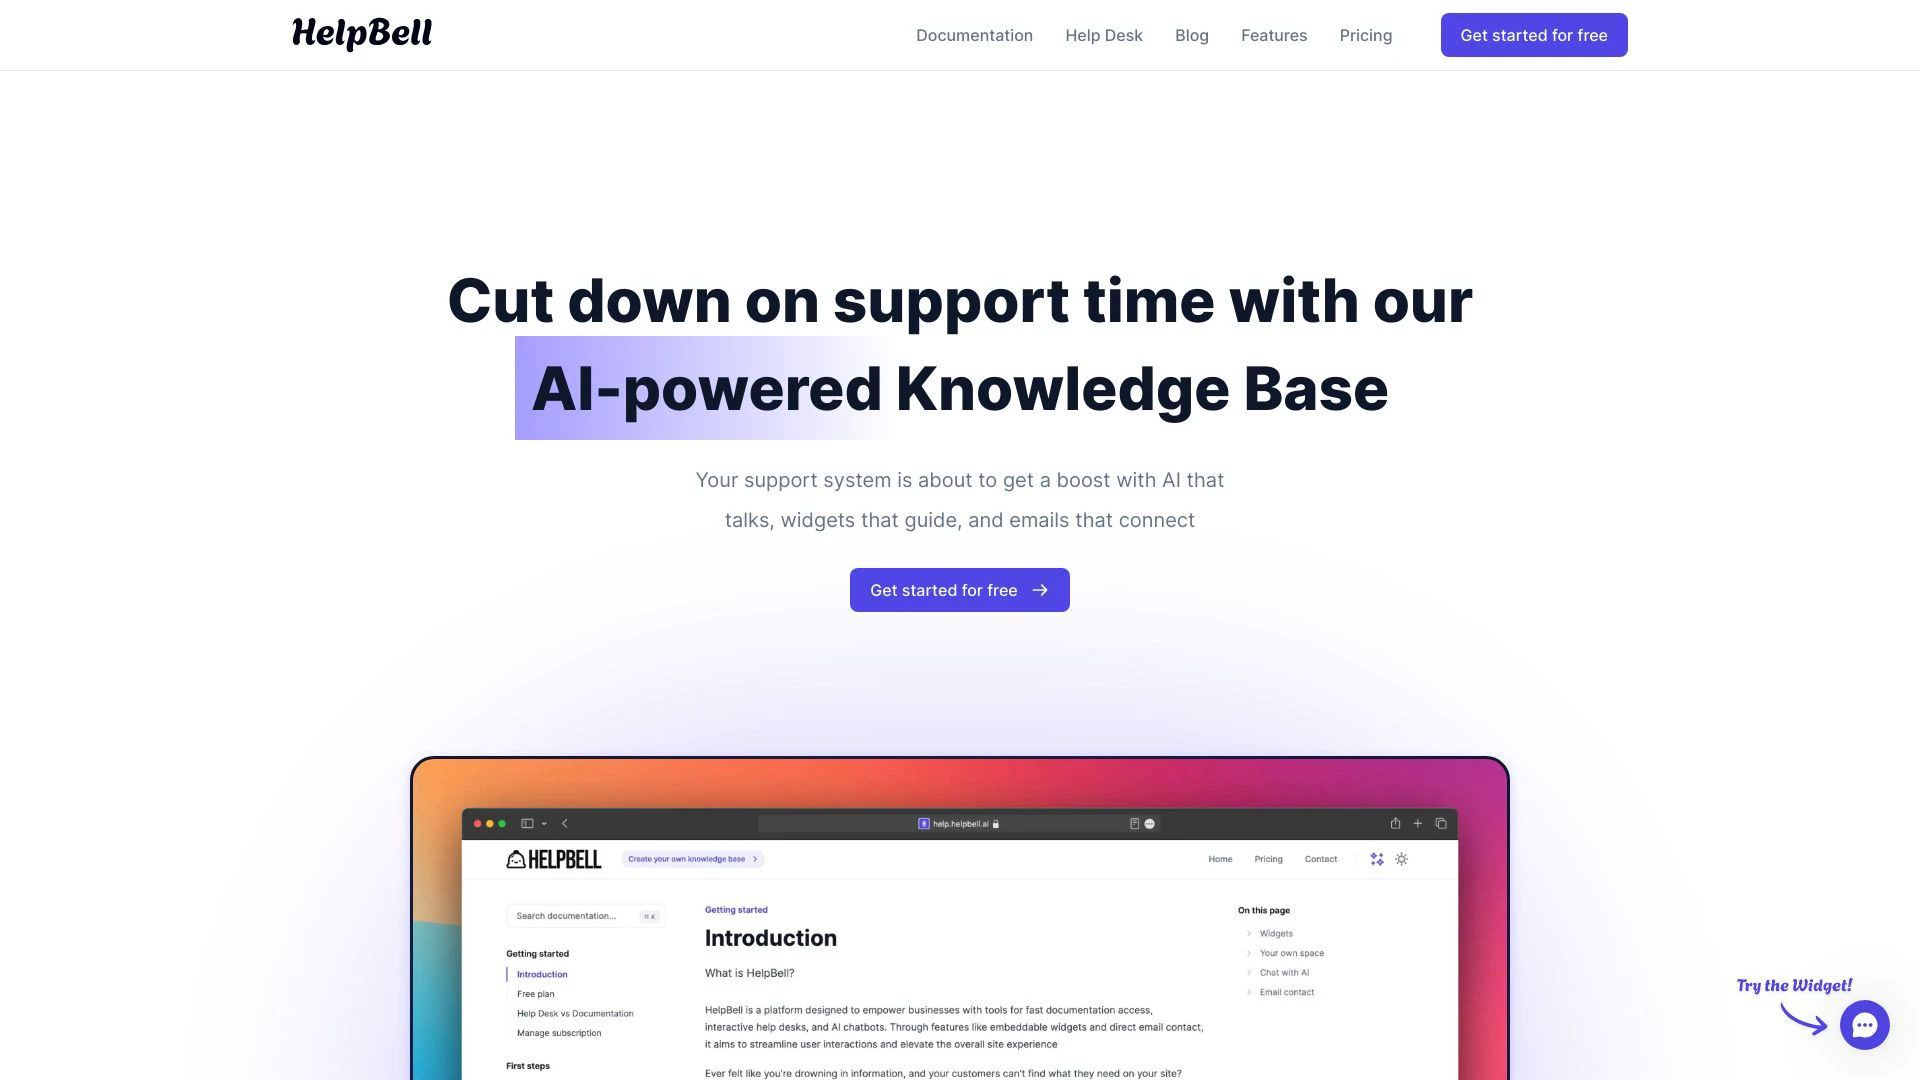 HelpBell
Documentation
Help Desk
Blog
Features
Pricing
Get started for free
Cut down on support time with our
AI-powered Knowledge Base
Your support system is about to get a boost with AI that
talks, widgets that guide, and emails that connect
Get started for free
help.helpbell.ai
HELPBELL
Create your own knowledge base
Home
Pricing
Contact
Search documentation...
⌘ K
Getting started
Introduction
Free plan
Help Desk vs Documentation
Manage subscription
First steps
Getting started
Introduction
What is HelpBell?
HelpBell is a platform designed to empower businesses with tools for fast documentation access,
interactive help desks, and AI chatbots. Through features like embeddable widgets and direct email contact,
it aims to streamline user interactions and elevate the overall site experience
Ever felt like you're drowning in information, and your customers can't find what they need on your site?
On this page
Widgets
Your own space
Chat with AI
Email contact
Try the Widget!